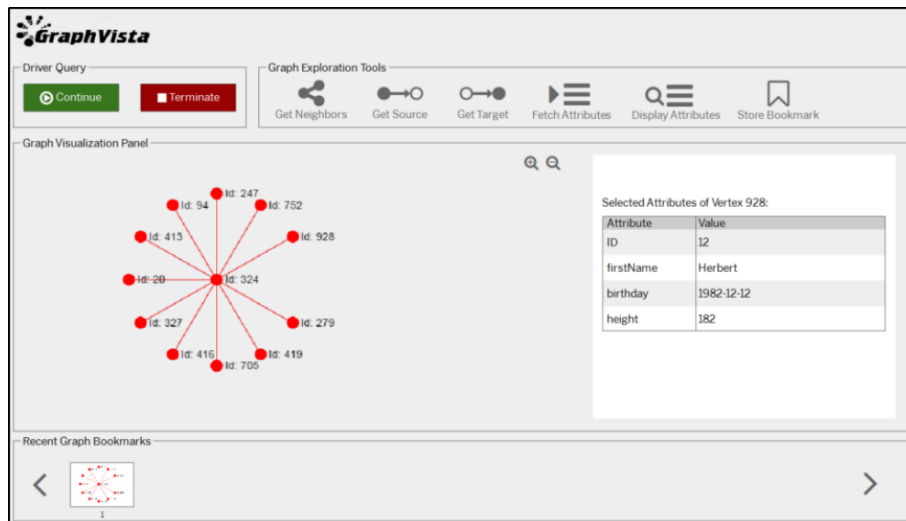 GraphVista
Driver Query
Continue
Terminate
Graph Exploration Tools
Get Neighbors
Get Source
Get Target
Fetch Attributes
Display Attributes
Store Bookmark
Graph Visualization Panel
Id: 247
Id: 94
Id: 752
Id: 413
Id: 928
Id: 20
Id: 324
Id: 327
Id: 279
Id: 416
Id: 419
Id: 705
Selected Attributes of Vertex 928:
Attribute Value
ID 12
firstName Herbert
birthday 1982-12-12
height 182
Recent Graph Bookmarks
1